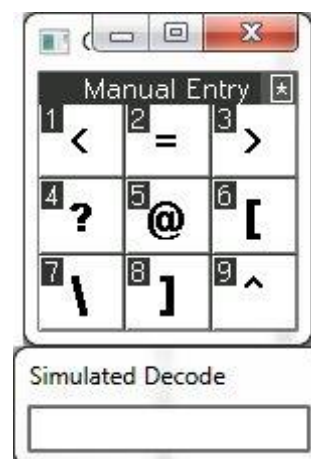 Manual Entry *
1 < 2 = 3 >
4 ? 5 @ 6 [
7 \ 8 ] 9 ^
Simulated Decode